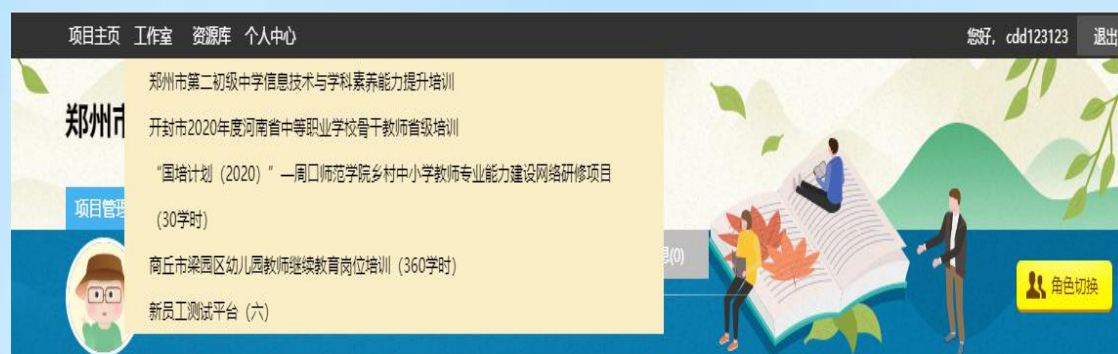 项目主页 工作室 资源库 个人中心 您好，cdd123123 退出
郑州市第二初级中学信息技术与学科素养能力提升培训
郑州市
开封市2020年度河南省中等职业学校骨干教师省级培训
“国培计划（2020）”—周口师范学院乡村中小学教师专业能力建设网络研修项目
（30学时）
项目管理
商丘市梁园区幼儿园教师继续教育岗位培训（360学时）
(0)
角色切换
新员工测试平台（六）